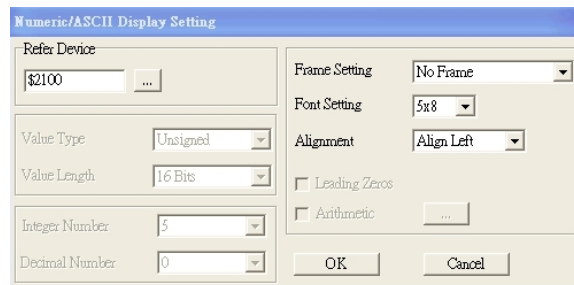 Numeric/ASCII Display Setting
Refer Device
$2100
...
Value Type
Unsigned
Value Length
16 Bits
Integer Number
5
Decimal Number
0
Frame Setting
No Frame
Font Setting
5x8
Alignment
Align Left
Leading Zeros
Arithmetic
...
OK
Cancel